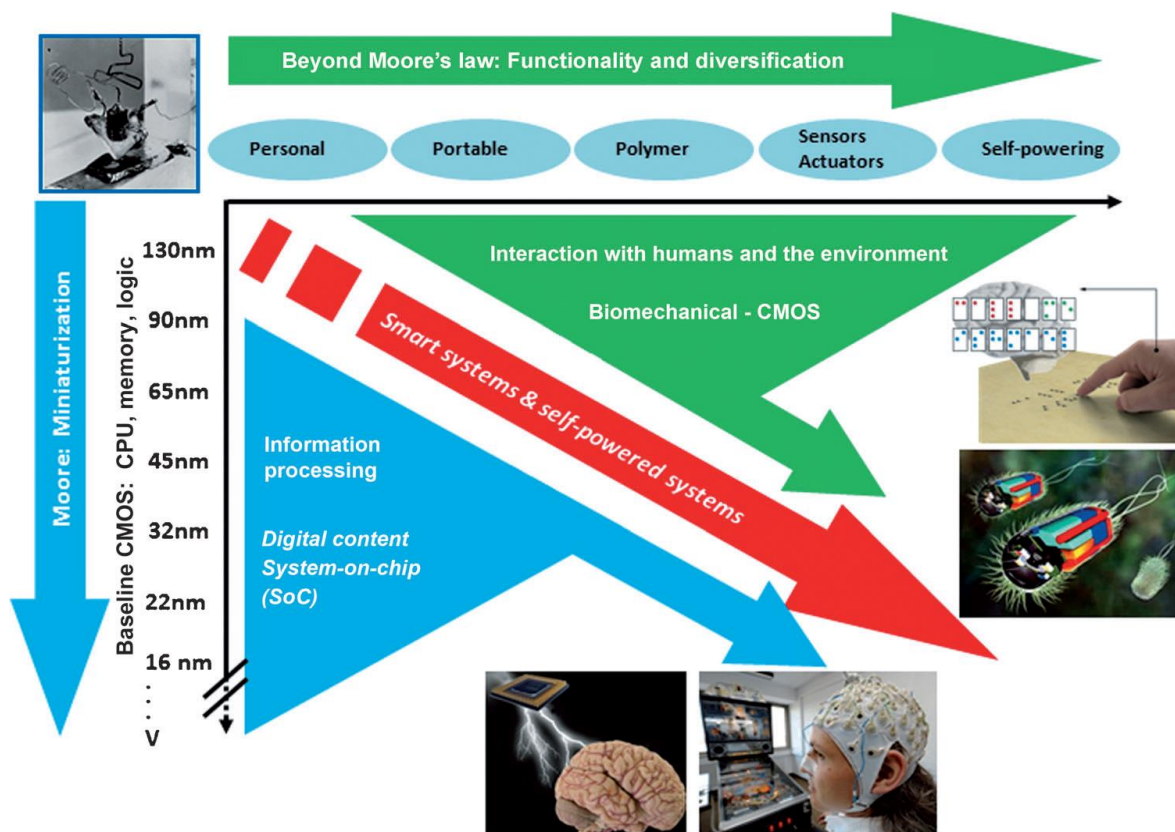 Beyond Moore's law: Functionality and diversification
Personal
Portable
Polymer
Sensors
Actuators
Self-powering
Moore: Miniaturization
Baseline CMOS: CPU, memory, logic
130nm
90nm
65nm
45nm
32nm
22nm
16 nm
.
.
.
V
Interaction with humans and the environment
Biomechanical - CMOS
Smart systems & self-powered systems
Information
processing
Digital content
System-on-chip
(SoC)